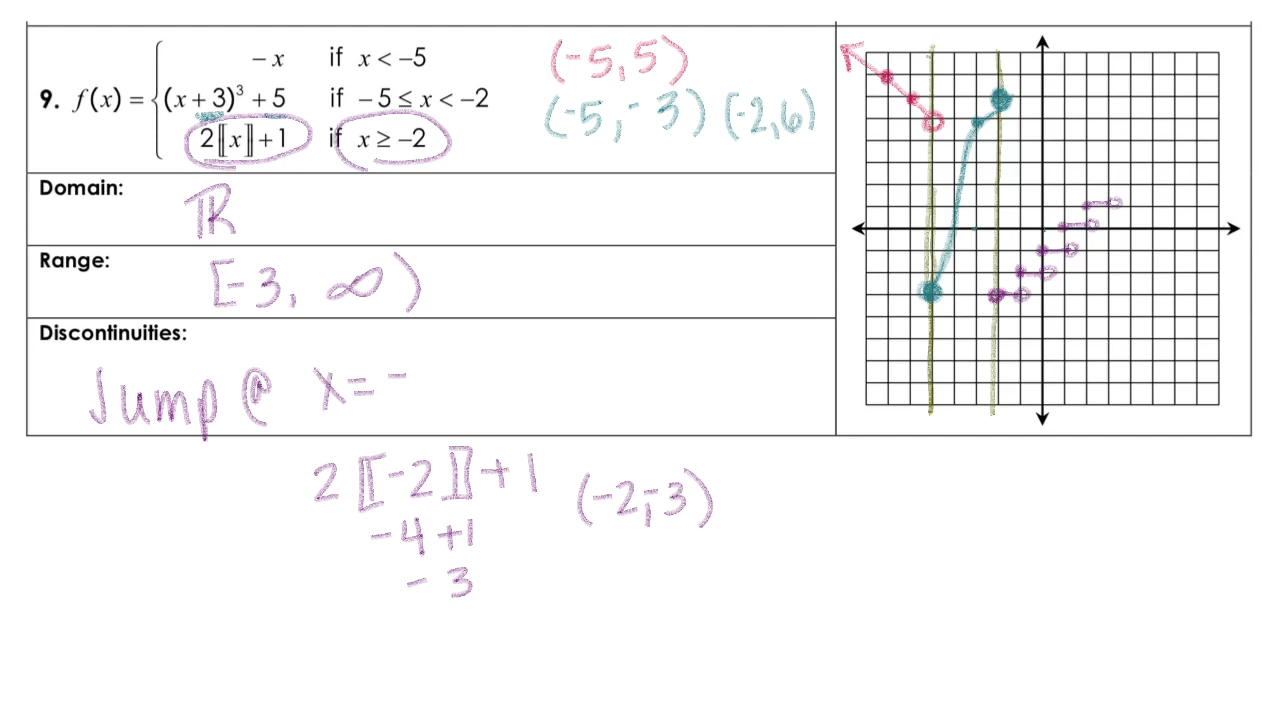 − x if x < −5 (-5, 5)
9. f(x) = { (x + 3)³ + 5 if −5 ≤ x < −2 (-5, -3) (-2, 6)
2⟦x⟧ + 1 if x ≥ −2
Domain: ℝ
Range: [-3, ∞)
Discontinuities:
Jump @ x = -
2⟦-2⟧ + 1 (-2, -3)
-4 + 1
- 3